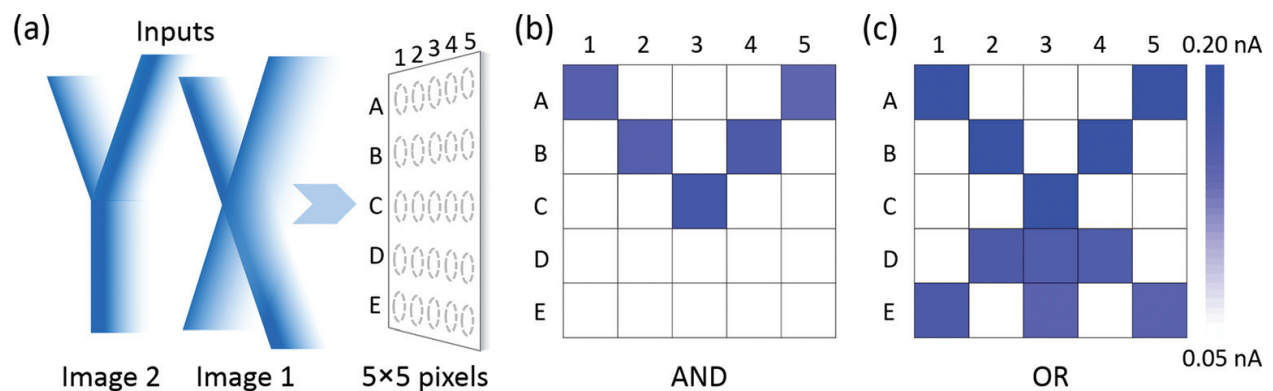 (a)
Inputs
Image 2
Image 1
1 2 3 4 5
A
B
C
D
E
5×5 pixels
(b)
1 2 3 4 5
A
B
C
D
E
AND
(c)
1 2 3 4 5
A
B
C
D
E
OR
0.20 nA
0.05 nA